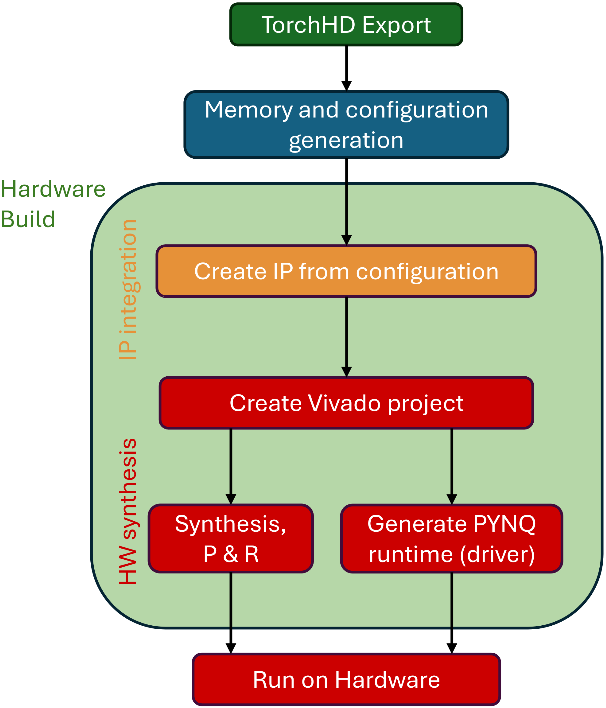 TorchHD Export
Memory and configuration
generation
Hardware
Build
IP integration
Create IP from configuration
Create Vivado project
HW synthesis
Synthesis,
P & R
Generate PYNQ
runtime (driver)
Run on Hardware